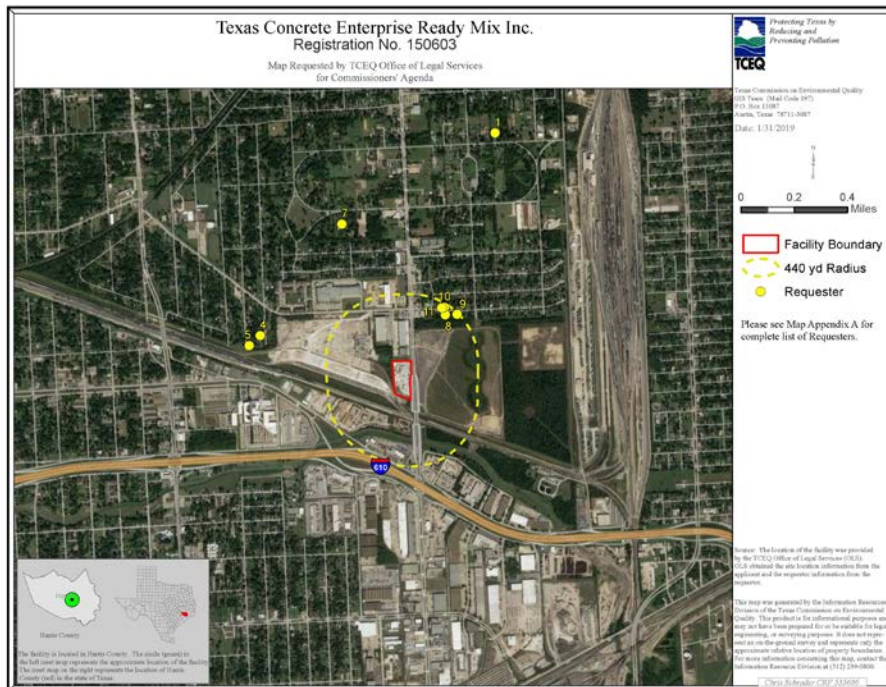 Texas Concrete Enterprise Ready Mix Inc.
Registration No. 150603
Map Requested by TCEQ Office of Legal Services
for Commissioners' Agenda
Protecting Texas by
Reducing and
Preventing Pollution
TCEQ
Texas Commission on Environmental Quality
GIS Team (Mail Code 197)
P.O. Box 13087
Austin, Texas 78711-3087
Date: 1/31/2019
N
0 0.2 0.4
Miles
Facility Boundary
440 yd Radius
Requester
Please see Map Appendix A for
complete list of Requesters.
1
7
10
9
11
8
4
5
610
Source: The location of the facility was provided
by the TCEQ Office of Legal Services (OLS).
OLS obtained the site location information from the
applicant and the requester information from the
requester.
This map was generated by the Information Resources
Division of the Texas Commission on Environmental
Quality. This product is for informational purposes and
may not have been prepared for or be suitable for legal,
engineering, or surveying purposes. It does not repre-
sent an on-the-ground survey and represents only the
approximate relative location of property boundaries.
For more information concerning this map, contact the
Information Resource Division at (512) 239-0800.
Harris County
The facility is located in Harris County. The circle (green) in
the left inset map represents the approximate location of the facility.
The inset map on the right represents the location of Harris
County (red) in the state of Texas.